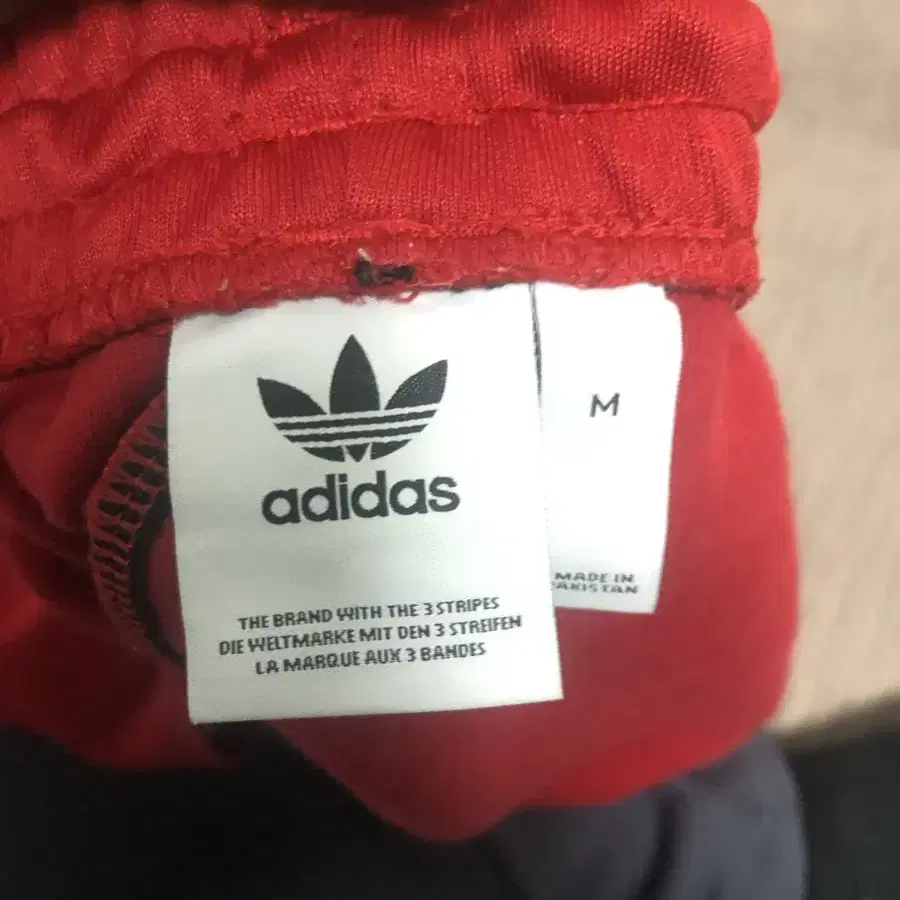 adidas
THE BRAND WITH THE 3 STRIPES
DIE WELTMARKE MIT DEN 3 STREIFEN
LA MARQUE AUX 3 BANDES
M
MADE IN
PAKISTAN